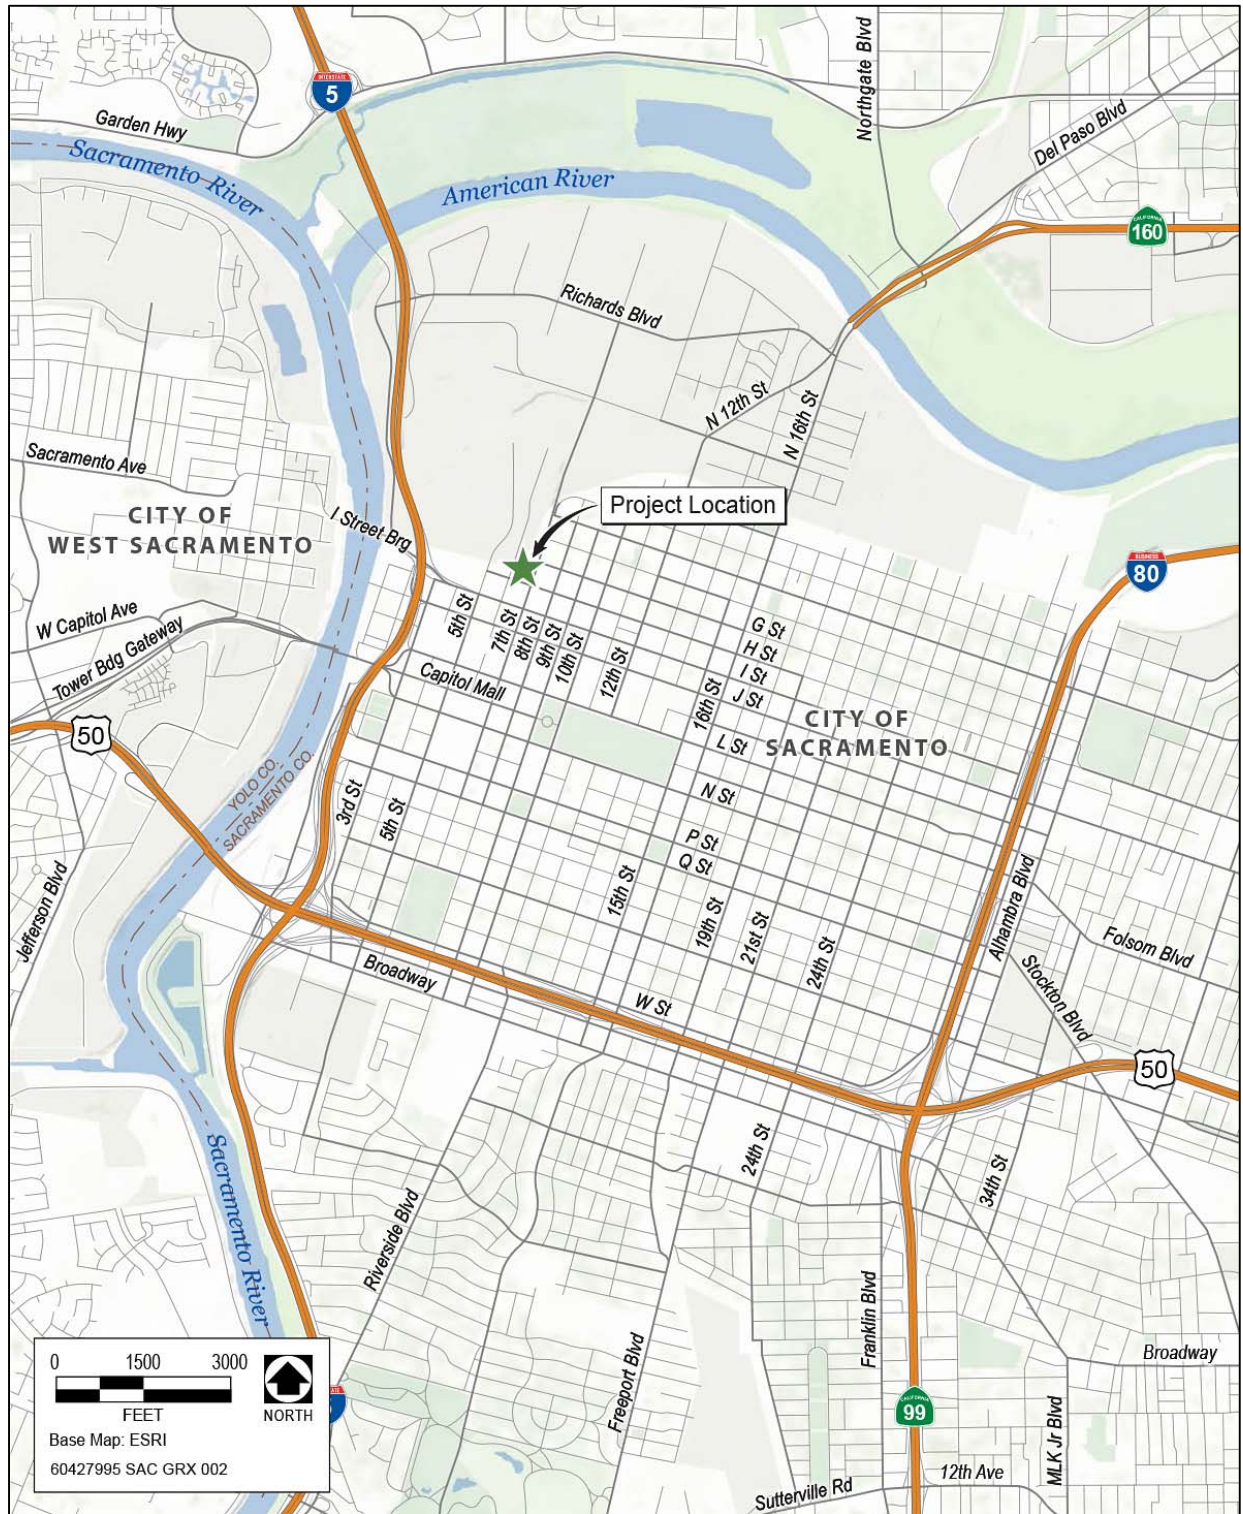 INTERSTATE
5
Northgate Blvd
Garden Hwy
Del Paso Blvd
Sacramento River
American River
CALIFORNIA
160
Richards Blvd
N 12th St
N 16th St
Sacramento Ave
Project Location
CITY OF
WEST SACRAMENTO
I Street Brg
BUSINESS
80
W Capitol Ave
Tower Bdg Gateway
5th St
7th St
8th St
9th St
10th St
12th St
G St
H St
I St
J St
16th St
Capitol Mall
CITY OF
SACRAMENTO
L St
50
YOLO CO.
SACRAMENTO CO.
3rd St
5th St
N St
P St
Q St
15th St
19th St
21st St
24th St
Alhambra Blvd
Jefferson Blvd
Folsom Blvd
Stockton Blvd
Broadway
W St
50
24th St
34th St
Sacramento River
Riverside Blvd
Franklin Blvd
Freeport Blvd
Broadway
0 1500 3000
FEET
NORTH
Base Map: ESRI
60427995 SAC GRX 002
CALIFORNIA
99
MLK Jr Blvd
12th Ave
Sutterville Rd